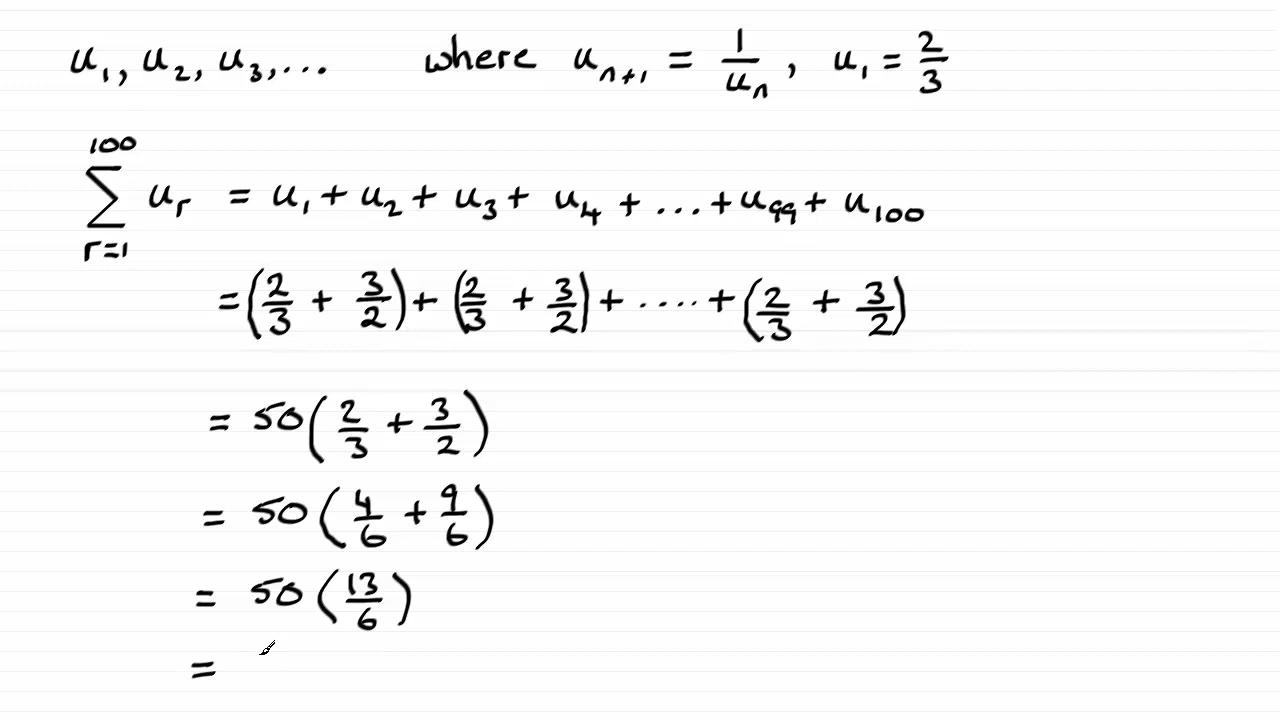 u₁, u₂, u₃, ... where uₙ₊₁ = 1/uₙ, u₁ = 2/3
∑_{r=1}^{100} uᵣ = u₁ + u₂ + u₃ + u₄ + ... + u₉₉ + u₁₀₀
= (2/3 + 3/2) + (2/3 + 3/2) + .... + (2/3 + 3/2)
= 50(2/3 + 3/2)
= 50(4/6 + 9/6)
= 50(13/6)
=